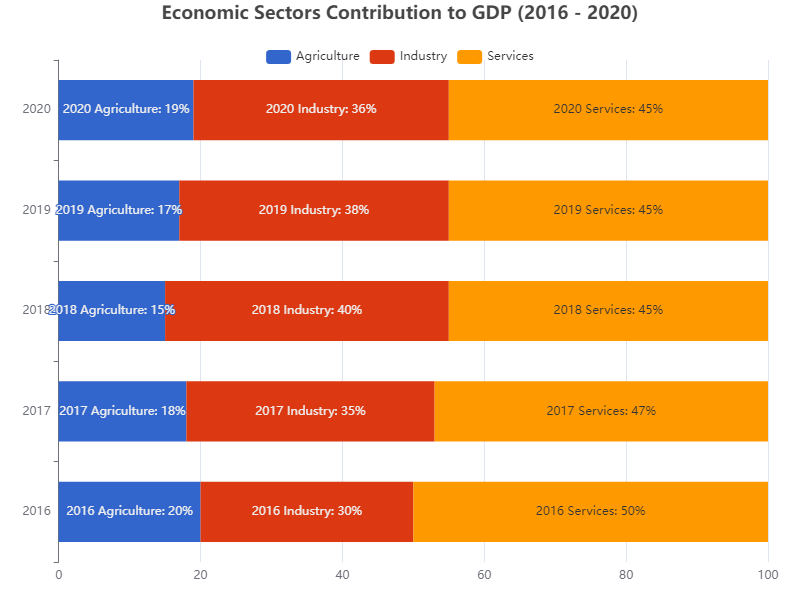 Economic Sectors Contribution to GDP (2016 - 2020)
Agriculture Industry Services
2020 2020 Agriculture: 19% 2020 Industry: 36% 2020 Services: 45%
2019 2019 Agriculture: 17% 2019 Industry: 38% 2019 Services: 45%
2018 2018 Agriculture: 15% 2018 Industry: 40% 2018 Services: 45%
2017 2017 Agriculture: 18% 2017 Industry: 35% 2017 Services: 47%
2016 2016 Agriculture: 20% 2016 Industry: 30% 2016 Services: 50%
0 20 40 60 80 100